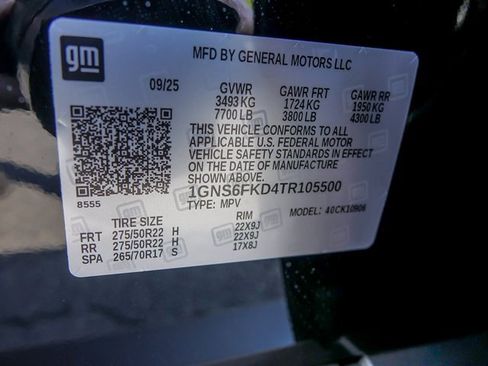 gm
MFD BY GENERAL MOTORS LLC
09/25 GVWR GAWR FRT GAWR RR
3493 KG 1724 KG 1950 KG
7700 LB 3800 LB 4300 LB
THIS VEHICLE CONFORMS TO ALL
APPLICABLE U.S. FEDERAL MOTOR
VEHICLE SAFETY STANDARDS IN EFFECT
ON THE DATE OF MANUFACTURE
SHOWN ABOVE.
8555 1GNS6FKD4TR105500
TYPE: MPV MODEL: 40CK10906
TIRE SIZE RIM
FRT 275/50R22 H 22X9J
RR 275/50R22 H 22X9J
SPA 265/70R17 S 17X8J